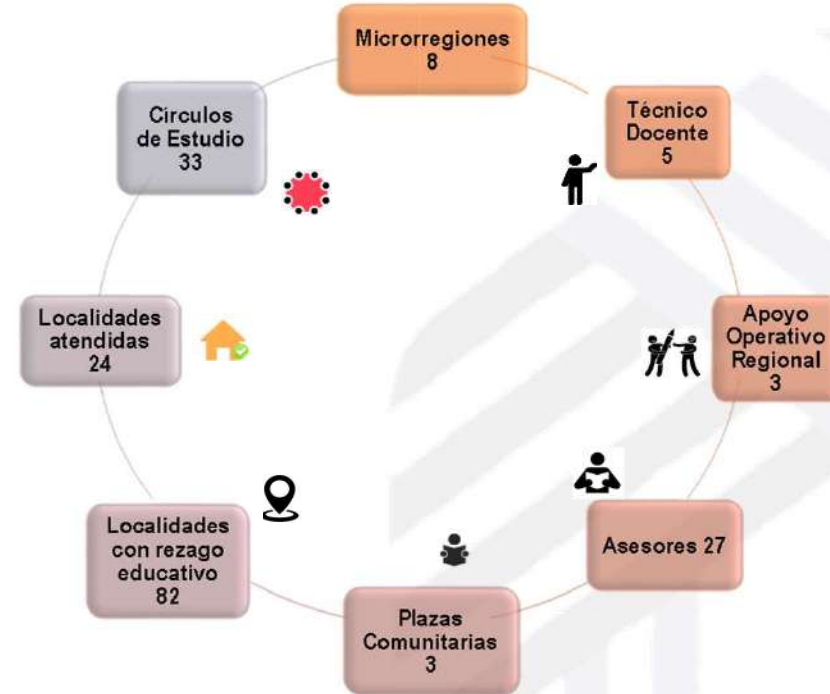 Microrregiones
8
Técnico
Docente
5
Apoyo
Operativo
Regional
3
Asesores 27
Plazas
Comunitarias
3
Localidades
con rezago
educativo
82
Localidades
atendidas
24
Círculos
de Estudio
33